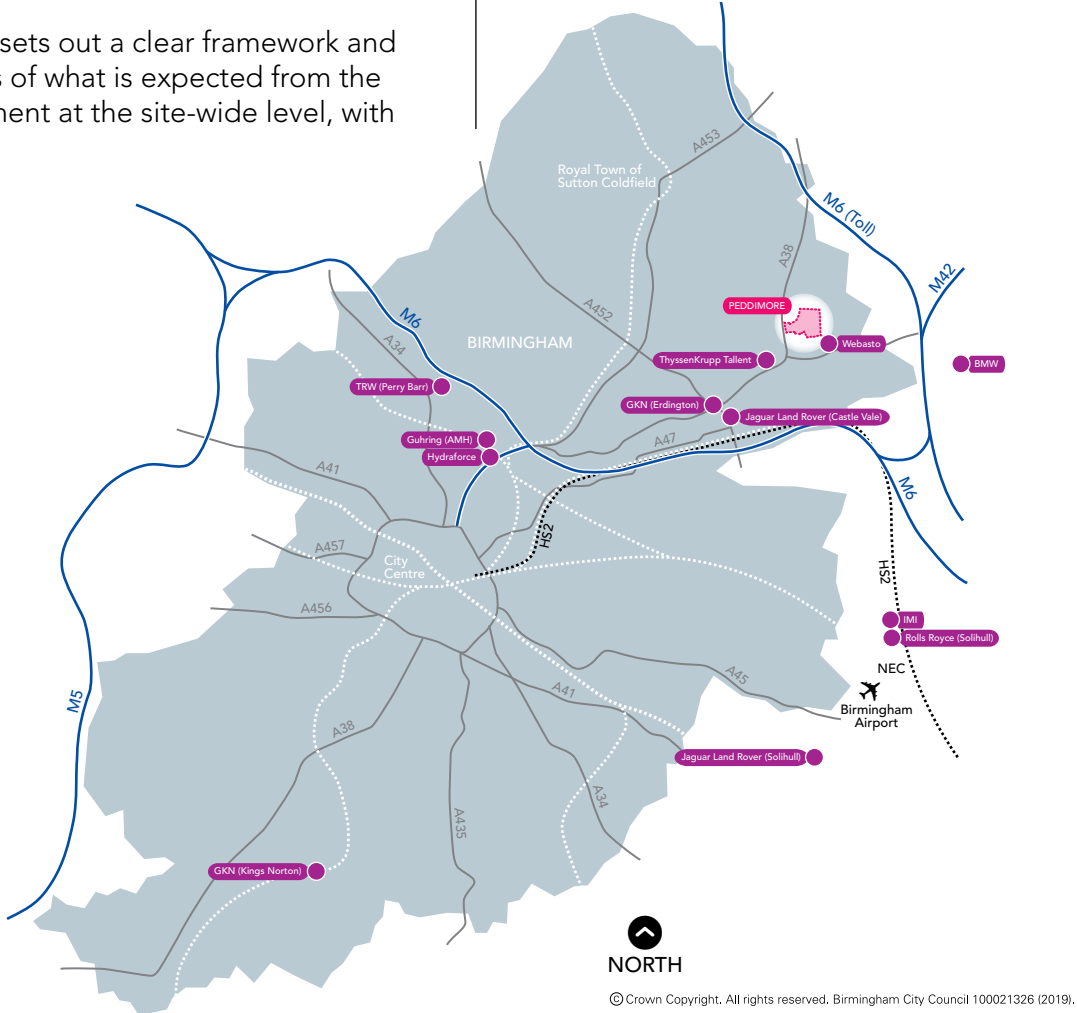 sets out a clear framework and
s of what is expected from the
ment at the site-wide level, with
A453
Royal Town of
Sutton Coldfield
M6 (Toll)
A38
M42
PEDDIMORE
A452
M6
BIRMINGHAM
A34
Webasto
ThyssenKrupp Tallent
BMW
TRW (Perry Barr)
GKN (Erdington)
Jaguar Land Rover (Castle Vale)
Guhring (AMH)
A47
Hydraforce
A41
M6
HS2
A457
City
Centre
HS2
A456
IMI
Rolls Royce (Solihull)
NEC
A45
M5
A41
Birmingham
Airport
A38
Jaguar Land Rover (Solihull)
A34
A435
GKN (Kings Norton)
NORTH
© Crown Copyright. All rights reserved. Birmingham City Council 100021326 (2019).